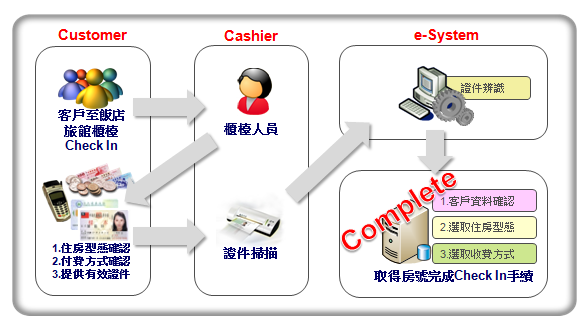 Customer
Cashier
e-System
客戶至飯店
旅館櫃檯
Check In
櫃檯人員
證件辨識
1.住房型態確認
2.付費方式確認
3.提供有效證件
證件掃描
Complete
1.客戶資料確認
2.選取住房型態
3.選取收費方式
取得房號完成Check In手續